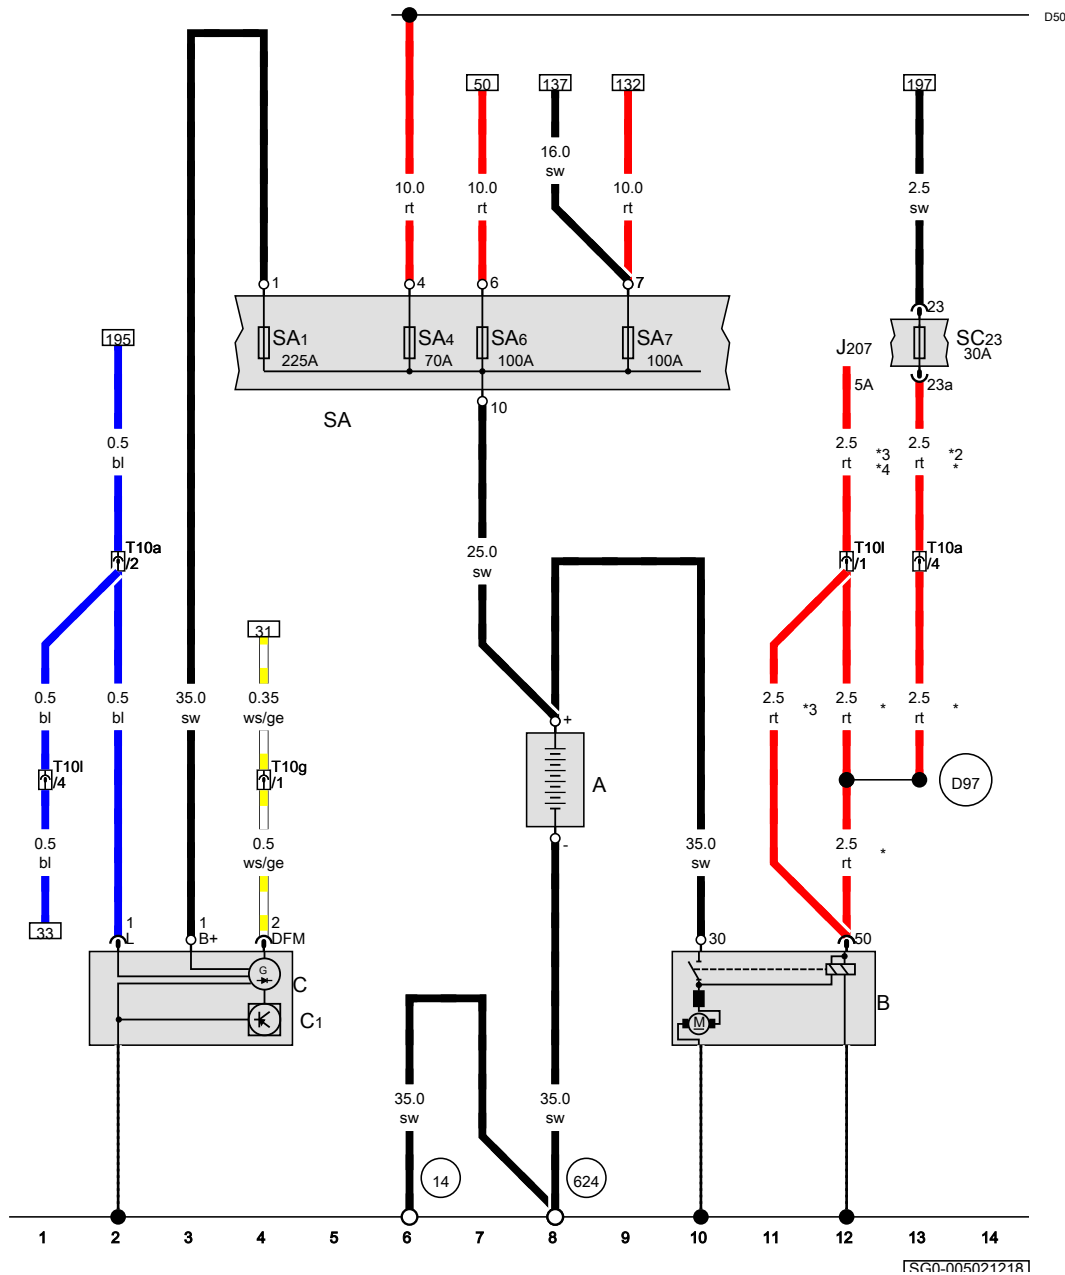 D50
50
137
132
197
16.0
sw
10.0
rt
10.0
rt
10.0
rt
2.5
sw
1
4
6
7
23
195
SA1
225A
SA4
70A
SA6
100A
SA7
100A
J207
SC23
30A
5A
23a
SA
10
0.5
bl
2.5
rt
*3
*4
2.5
rt
*2
*
T10a
/2
25.0
sw
T10l
/1
T10a
/4
31
0.5
bl
0.5
bl
35.0
sw
0.35
ws/ge
2.5
rt
*3
2.5
rt
*
2.5
rt
*
+
T10l
/4
T10g
/1
A
D97
0.5
bl
0.5
ws/ge
-
35.0
sw
2.5
rt
*
33
1
L
1
B+
2
DFM
30
50
G
C
C1
M
B
35.0
sw
35.0
sw
14
624
1 2 3 4 5 6 7 8 9 10 11 12 13 14
SG0-005021218